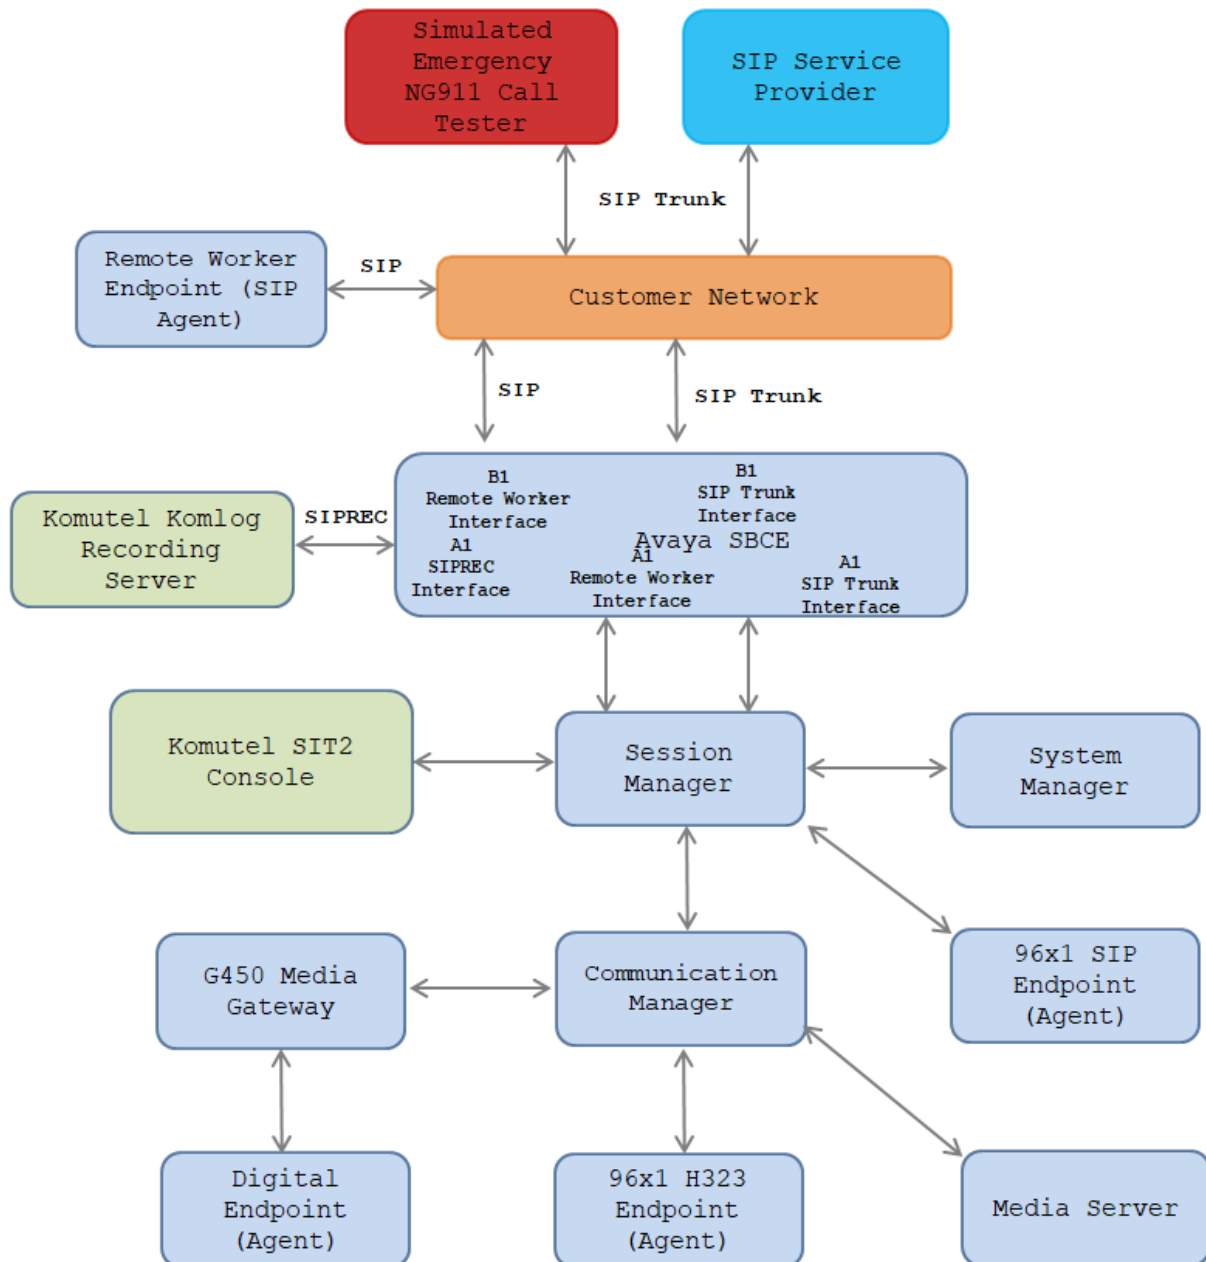 Simulated
Emergency
NG911 Call
Tester
SIP Service
Provider
SIP Trunk
Remote Worker
Endpoint (SIP
Agent)
SIP
Customer Network
SIP
SIP Trunk
Komutel Komlog
Recording
Server
SIPREC
B1
Remote Worker
Interface
B1
SIP Trunk
Interface
Avaya SBCE
A1
SIPREC
Interface
A1
Remote Worker
Interface
A1
SIP Trunk
Interface
Komutel SIT2
Console
Session
Manager
System
Manager
G450 Media
Gateway
Communication
Manager
96x1 SIP
Endpoint
(Agent)
Digital
Endpoint
(Agent)
96x1 H323
Endpoint
(Agent)
Media Server